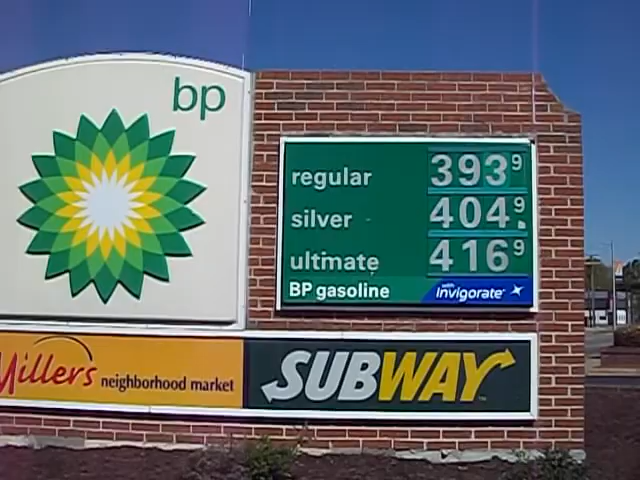 bp
regular 393 9
silver 404 9
ultimate 416 9
BP gasoline with invigorate
Millers neighborhood market
SUBWAY